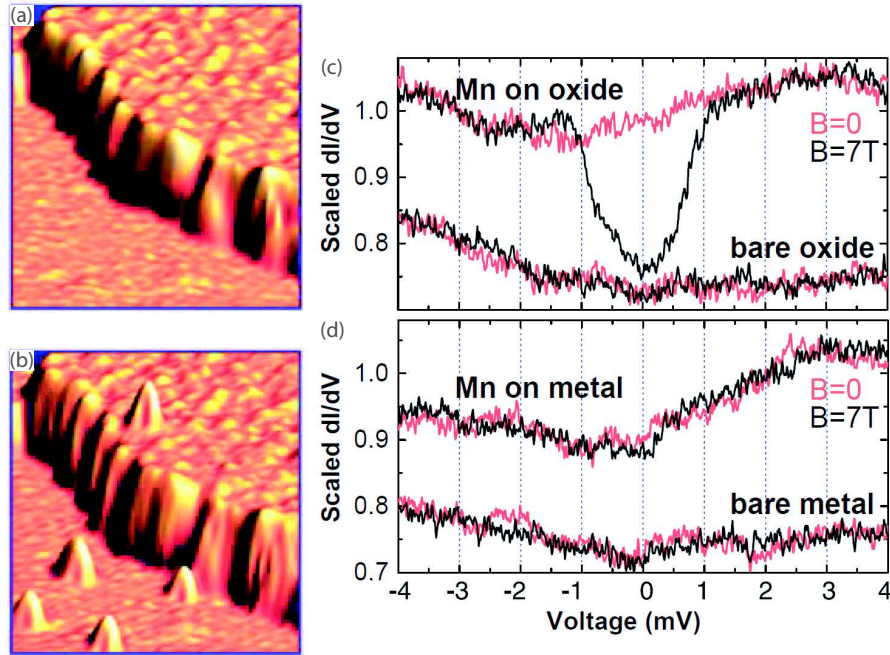 (a)
(b)
(c)
Mn on oxide
B=0
B=7T
bare oxide
Scaled dI/dV
1.0
0.9
0.8
(d)
Mn on metal
B=0
B=7T
bare metal
Scaled dI/dV
1.0
0.9
0.8
0.7
-4 -3 -2 -1 0 1 2 3 4
Voltage (mV)